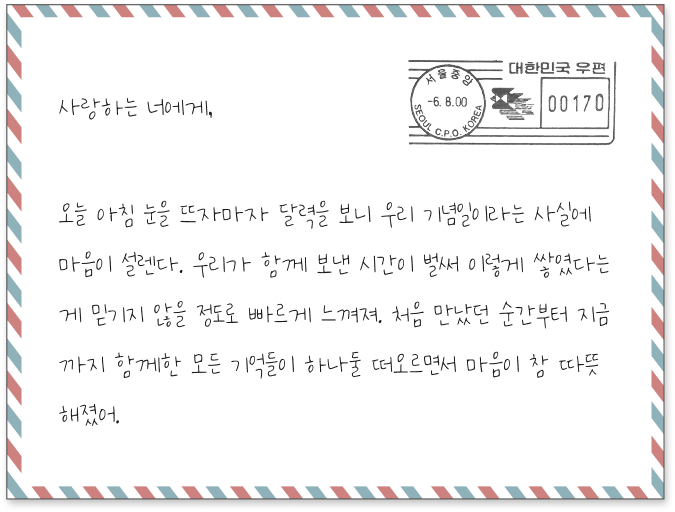 대한민국 우편
서울중앙
-6. 8.00
SEOUL C.P.O. KOREA
00170
사랑하는 너에게,
오늘 아침 눈을 뜨자마자 달력을 보니 우리 기념일이라는 사실에
마음이 설렌다. 우리가 함께 보낸 시간이 벌써 이렇게 쌓였다는
게 믿기지 않을 정도로 빠르게 느껴져. 처음 만났던 순간부터 지금
까지 함께한 모든 기억들이 하나둘 떠오르면서 마음이 참 따뜻
해졌어.